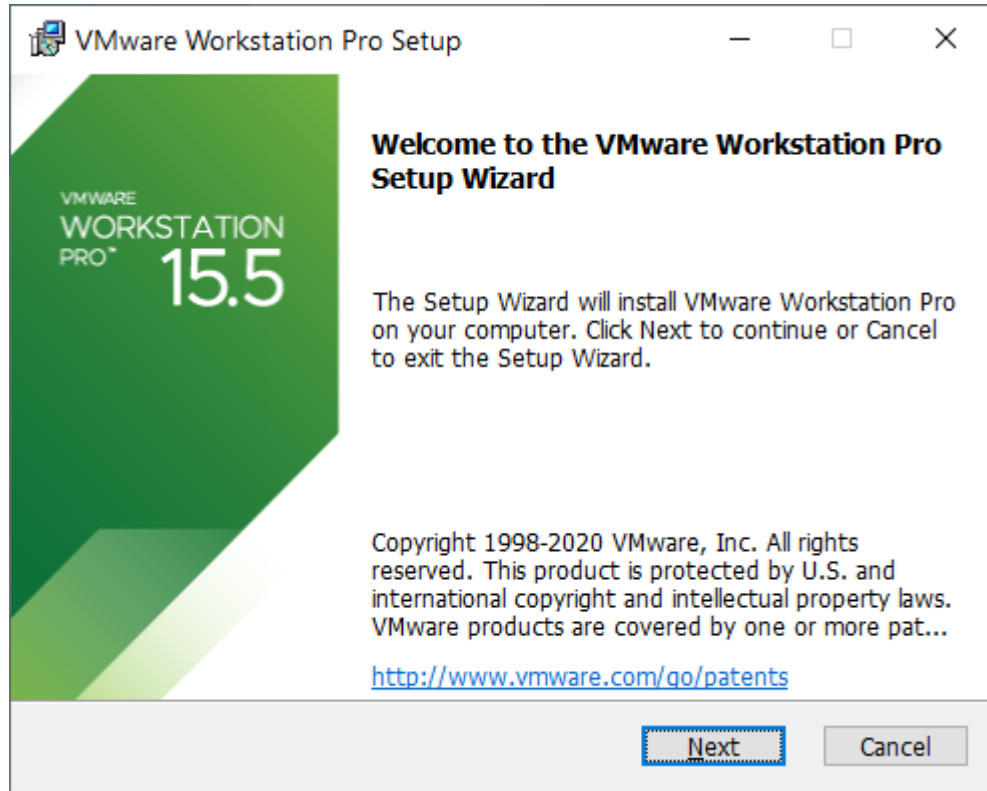 VMware Workstation Pro Setup
Welcome to the VMware Workstation Pro
Setup Wizard
VMWARE
WORKSTATION
PRO™ 15.5
The Setup Wizard will install VMware Workstation Pro
on your computer. Click Next to continue or Cancel
to exit the Setup Wizard.
Copyright 1998-2020 VMware, Inc. All rights
reserved. This product is protected by U.S. and
international copyright and intellectual property laws.
VMware products are covered by one or more pat...
http://www.vmware.com/go/patents
Next Cancel